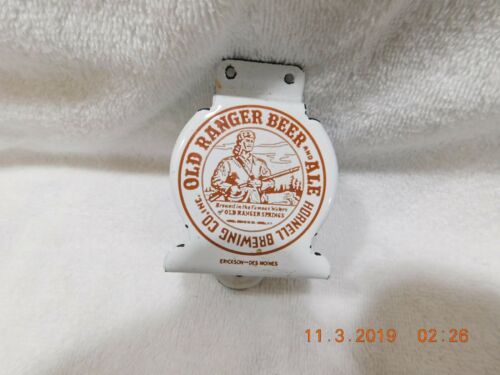 OLD RANGER BEER AND ALE
HORNELL BREWING CO., INC.
Brewed in the Famous Waters
of OLD RANGER SPRINGS
ERICKSON-DES MOINES
11.3.2019 02:26